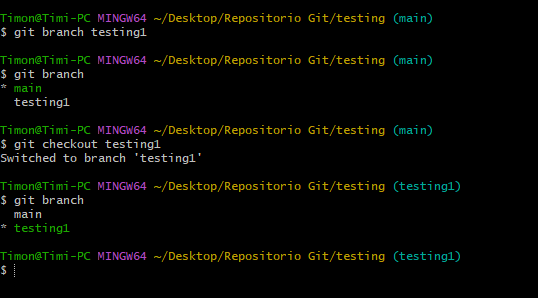 Timon@Timi-PC MINGW64 ~/Desktop/Repositorio Git/testing (main)
$ git branch testing1
Timon@Timi-PC MINGW64 ~/Desktop/Repositorio Git/testing (main)
$ git branch
* main
testing1
Timon@Timi-PC MINGW64 ~/Desktop/Repositorio Git/testing (main)
$ git checkout testing1
Switched to branch 'testing1'
Timon@Timi-PC MINGW64 ~/Desktop/Repositorio Git/testing (testing1)
$ git branch
main
* testing1
Timon@Timi-PC MINGW64 ~/Desktop/Repositorio Git/testing (testing1)
$